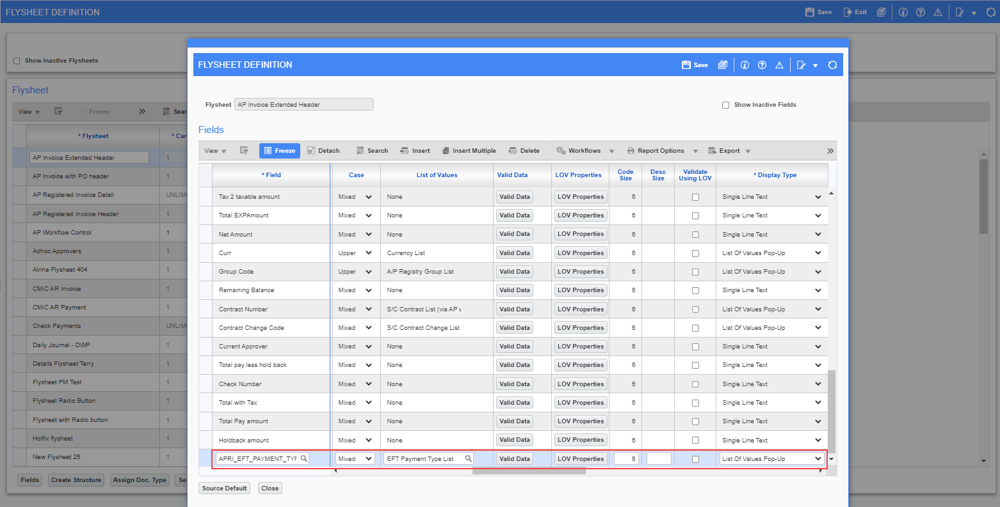 FLYSHEET DEFINITION Save Exit
Show Inactive Flysheets
Flysheet
View Freeze
* Flysheet
AP Invoice Extended Header 1
AP Invoice with PO header 1
AP Registered Invoice Detail
AP Registered Invoice Header 1
AP Workflow Control 1
Adhoc Approvers 1
Alrina Flysheet 404 1
CMiC AR Invoice 1
CMiC AR Payment 1
Check Payments
Daily Journal - DWP 1
Details Flysheet Terry 1
Flysheet PM Test 1
Flysheet Radio Button 1
Flysheet with Radio button 1
Hotfix flysheet 1
New Flysheet 25 1
Fields Create Structure Assign Doc. Type
FLYSHEET DEFINITION Save
Flysheet AP Invoice Extended Header Show Inactive Fields
Fields
View Freeze Detach Search Insert Insert Multiple Delete Workflows Report Options Export
* Field Case List of Values Valid Data LOV Properties Code Size Desc Size Validate Using LOV * Display Type
Tax 2 taxable amount Mixed None Valid Data LOV Properties 6 Single Line Text
Total EXPAmount Mixed None Valid Data LOV Properties 6 Single Line Text
Net Amount Mixed None Valid Data LOV Properties 6 Single Line Text
Curr Upper Currency List Valid Data LOV Properties 6 List Of Values Pop-Up
Group Code Upper A/P Registry Group List Valid Data LOV Properties 6 List Of Values Pop-Up
Remaining Balance Mixed None Valid Data LOV Properties 6 Single Line Text
Contract Number Mixed S/C Contract List (via AP Valid Data LOV Properties 6 List Of Values Pop-Up
Contract Change Code Mixed S/C Contract Change List Valid Data LOV Properties 6 List Of Values Pop-Up
Current Approver Mixed None Valid Data LOV Properties 6 Single Line Text
Total pay less hold back Mixed None Valid Data LOV Properties 6 Single Line Text
Check Number Mixed None Valid Data LOV Properties 6 Single Line Text
Total with Tax Mixed None Valid Data LOV Properties 6 Single Line Text
Total Pay amount Mixed None Valid Data LOV Properties 6 Single Line Text
Holdback amount Mixed None Valid Data LOV Properties 6 Single Line Text
APRI_EFT_PAYMENT_TYP Mixed EFT Payment Type List Valid Data LOV Properties 6 List Of Values Pop-Up
Source Default Close